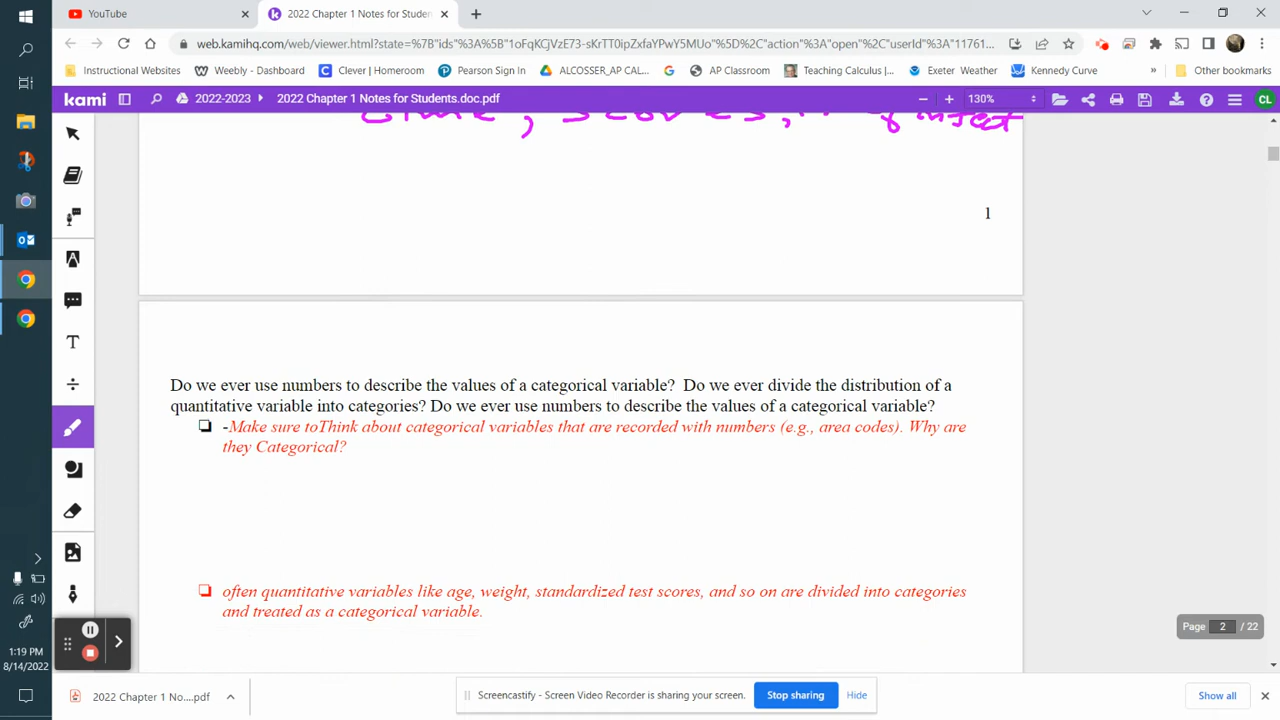 YouTube
2022 Chapter 1 Notes for Studen
web.kamihq.com/web/viewer.html?state=%7B"ids"%3A%5B"1oFqKCjVzE73-sKrTT0ipZxfaYPwY5MUo"%5D%2C"action"%3A"open"%2C"userId"%3A"11761...
Instructional Websites
Weebly - Dashboard
Clever | Homeroom
Pearson Sign In
ALCOSSER_AP CAL...
AP Classroom
Teaching Calculus |...
Exeter Weather
Kennedy Curve
»
Other bookmarks
kami
2022-2023
2022 Chapter 1 Notes for Students.doc.pdf
130%
CL
1
Do we ever use numbers to describe the values of a categorical variable? Do we ever divide the distribution of a
quantitative variable into categories? Do we ever use numbers to describe the values of a categorical variable?
-Make sure toThink about categorical variables that are recorded with numbers (e.g., area codes). Why are
they Categorical?
often quantitative variables like age, weight, standardized test scores, and so on are divided into categories
and treated as a categorical variable.
Page 2 / 22
1:19 PM
8/14/2022
2022 Chapter 1 No....pdf
Screencastify - Screen Video Recorder is sharing your screen.
Stop sharing
Hide
Show all